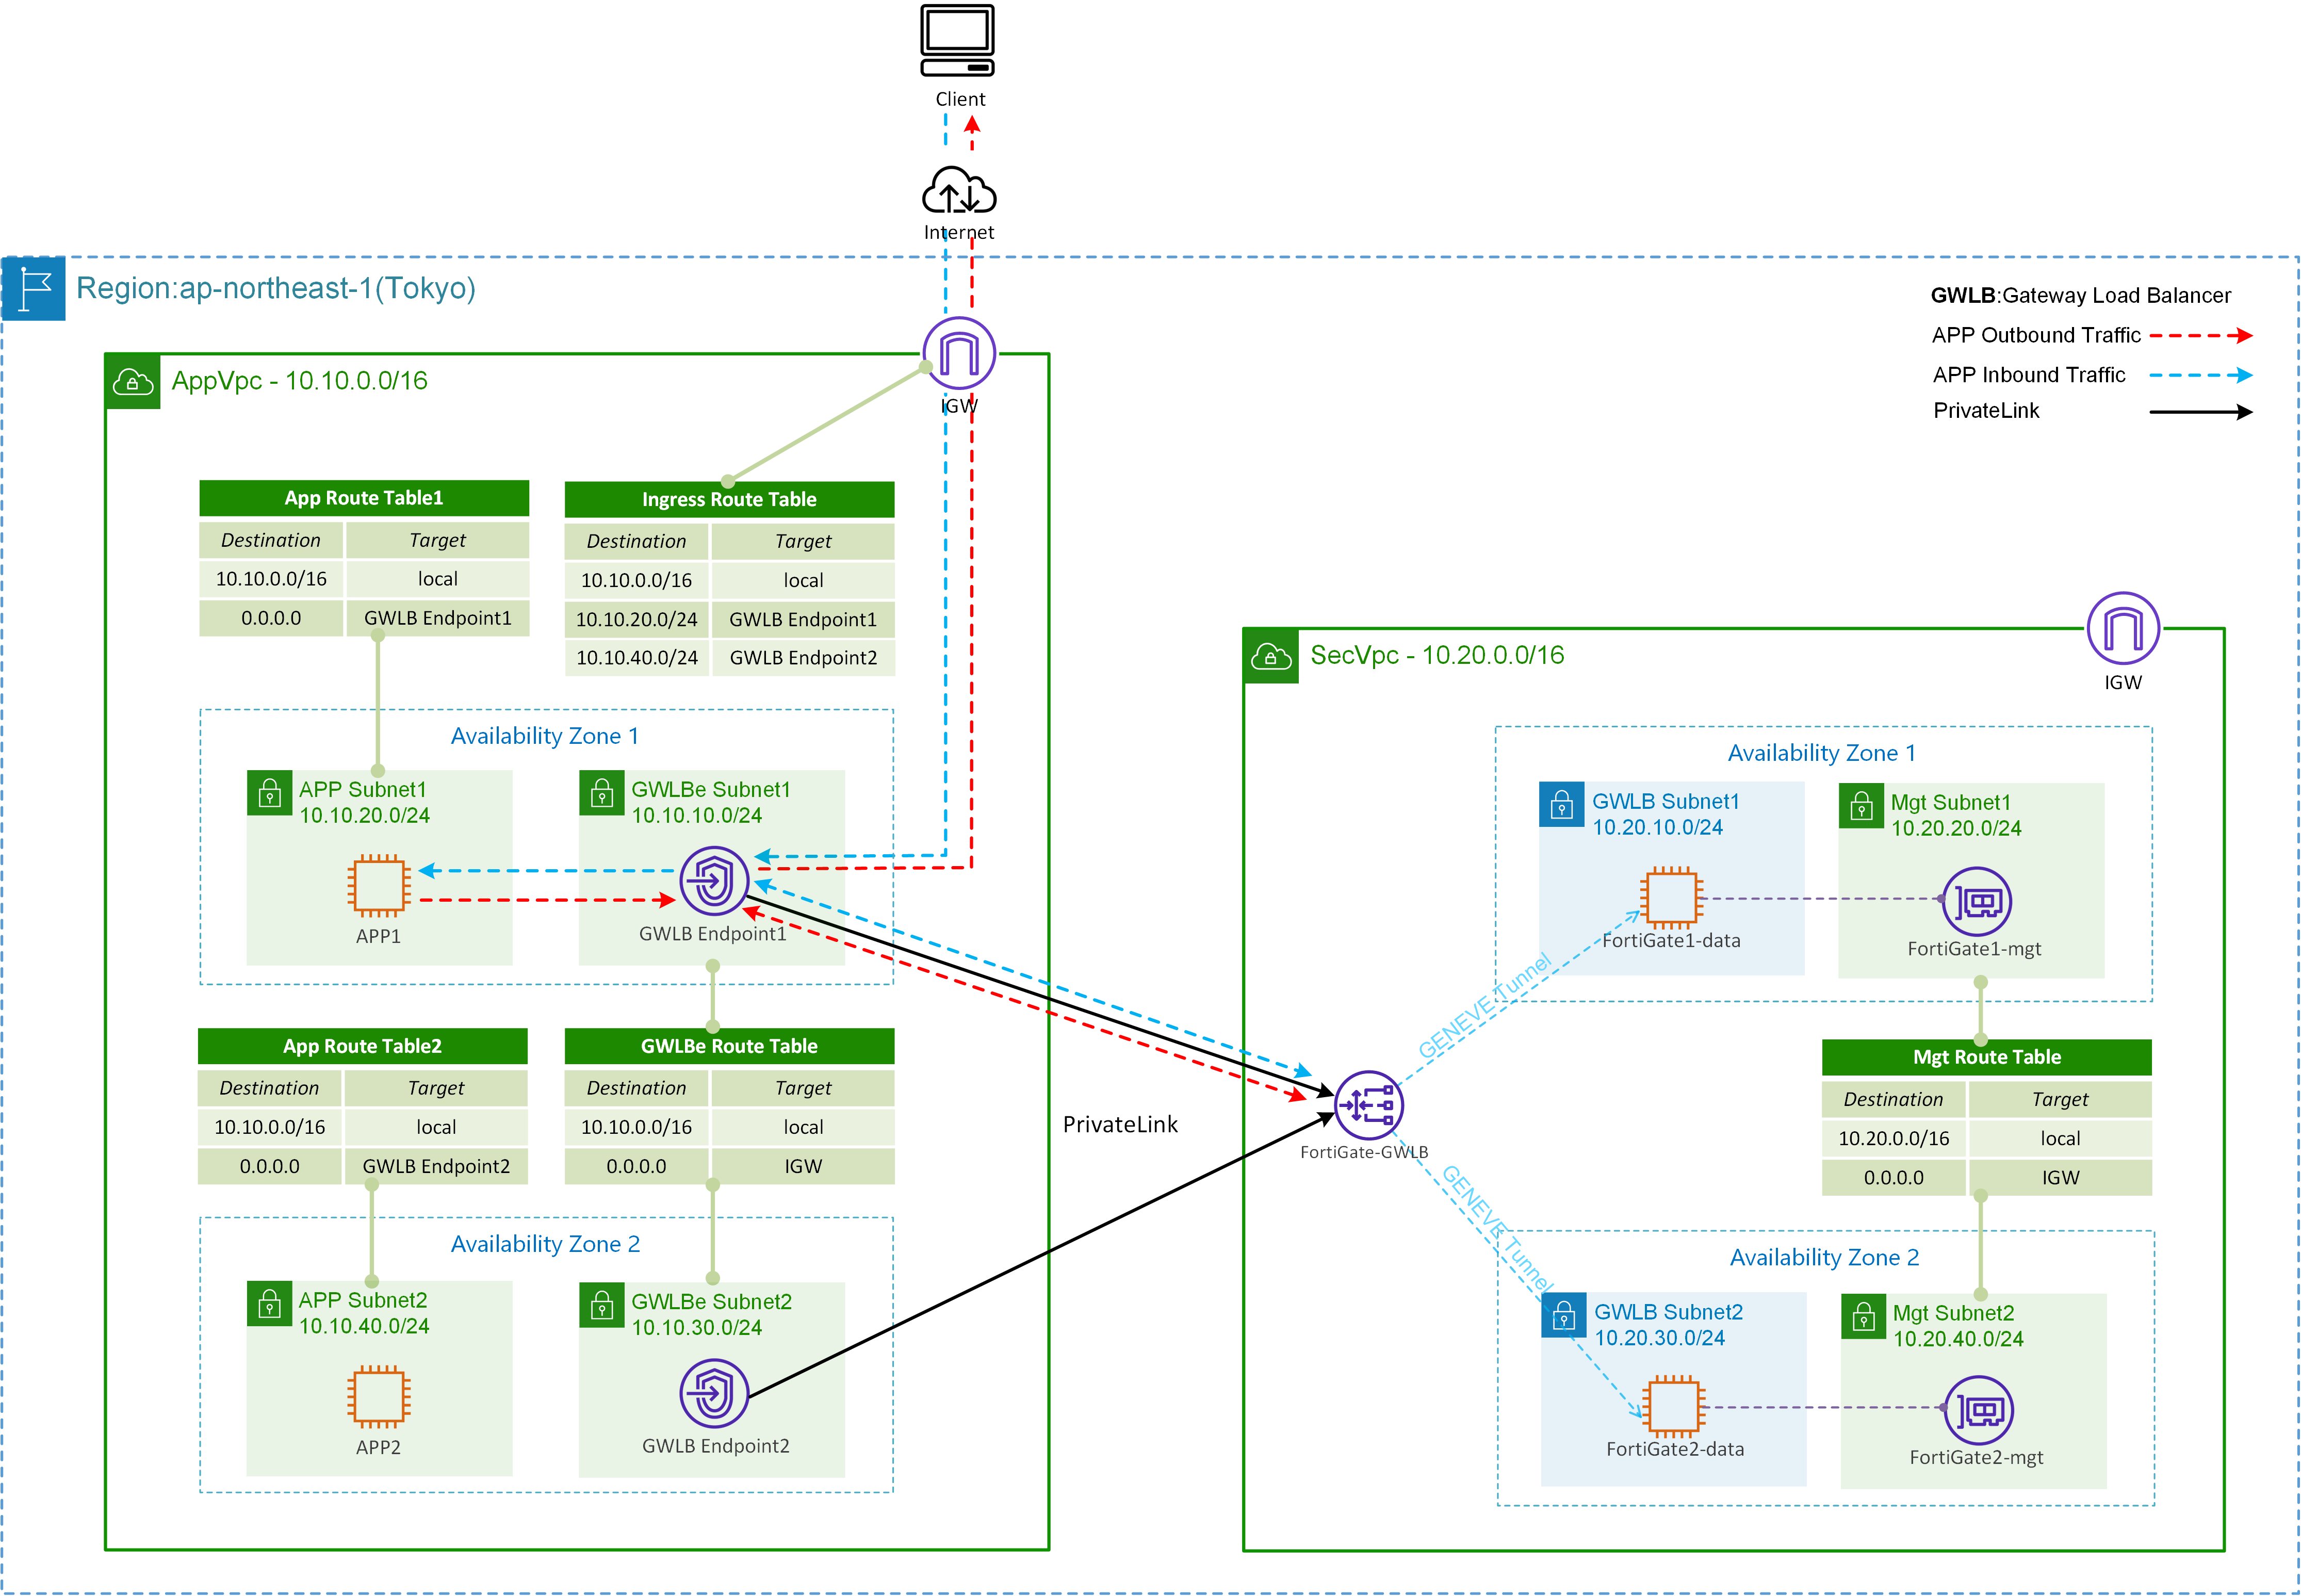 Client
Internet
Region:ap-northeast-1(Tokyo)
GWLB:Gateway Load Balancer
APP Outbound Traffic
APP Inbound Traffic
PrivateLink
AppVpc - 10.10.0.0/16
IGW
App Route Table1
Destination Target
10.10.0.0/16 local
0.0.0.0 GWLB Endpoint1
Ingress Route Table
Destination Target
10.10.0.0/16 local
10.10.20.0/24 GWLB Endpoint1
10.10.40.0/24 GWLB Endpoint2
Availability Zone 1
APP Subnet1
10.10.20.0/24
APP1
GWLBe Subnet1
10.10.10.0/24
GWLB Endpoint1
App Route Table2
Destination Target
10.10.0.0/16 local
0.0.0.0 GWLB Endpoint2
GWLBe Route Table
Destination Target
10.10.0.0/16 local
0.0.0.0 IGW
Availability Zone 2
APP Subnet2
10.10.40.0/24
APP2
GWLBe Subnet2
10.10.30.0/24
GWLB Endpoint2
PrivateLink
SecVpc - 10.20.0.0/16
IGW
Availability Zone 1
GWLB Subnet1
10.20.10.0/24
FortiGate1-data
Mgt Subnet1
10.20.20.0/24
FortiGate1-mgt
GENEVE Tunnel
FortiGate-GWLB
GENEVE Tunnel
Mgt Route Table
Destination Target
10.20.0.0/16 local
0.0.0.0 IGW
Availability Zone 2
GWLB Subnet2
10.20.30.0/24
FortiGate2-data
Mgt Subnet2
10.20.40.0/24
FortiGate2-mgt